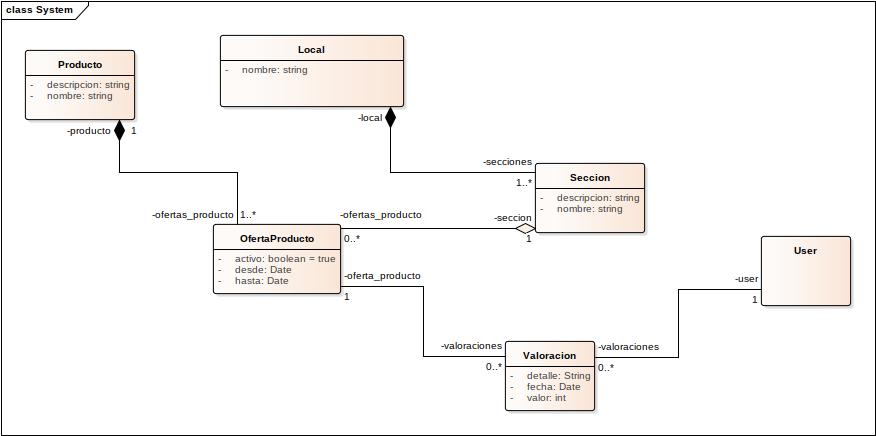 class System
Local
- nombre: string
Producto
- descripcion: string
- nombre: string
-local
-producto 1
-secciones
1..*
Seccion
- descripcion: string
- nombre: string
-ofertas_producto 1..*
-ofertas_producto
0..*
-seccion
1
OfertaProducto
- activo: boolean = true
- desde: Date
- hasta: Date
User
-oferta_producto
1
-user
1
-valoraciones
0..*
Valoracion
- detalle: String
- fecha: Date
- valor: int
-valoraciones
0..*